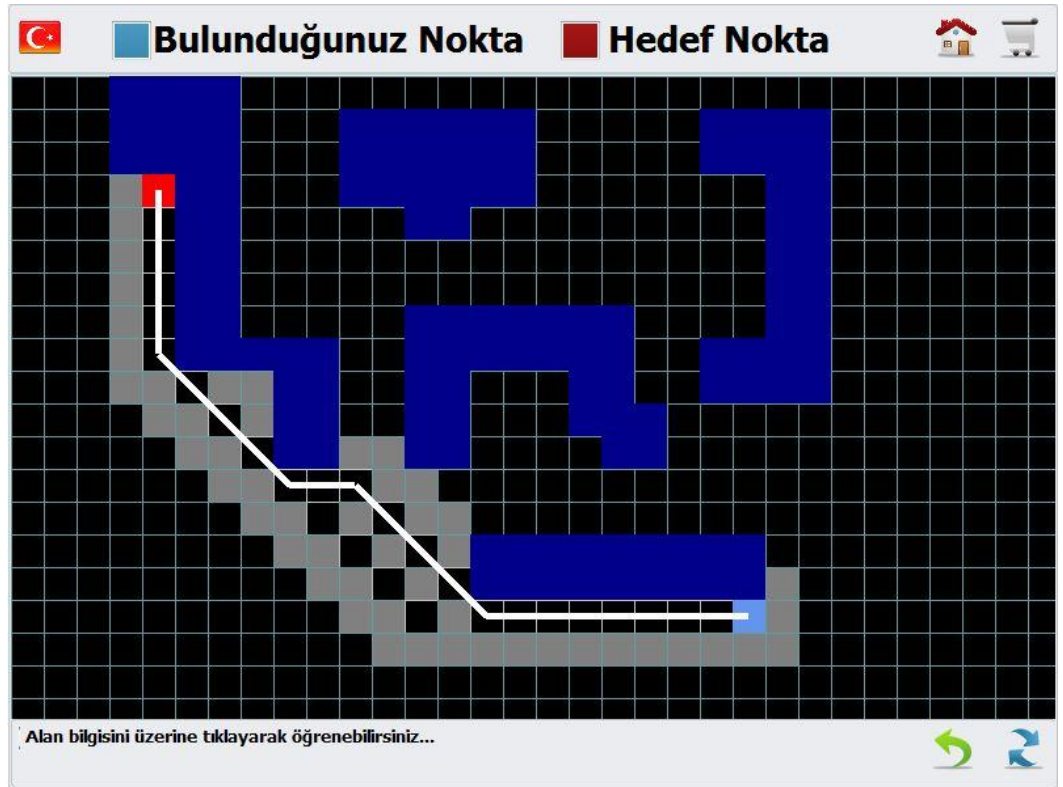 Bulunduğunuz Nokta Hedef Nokta
Alan bilgisini üzerine tıklayarak öğrenebilirsiniz...